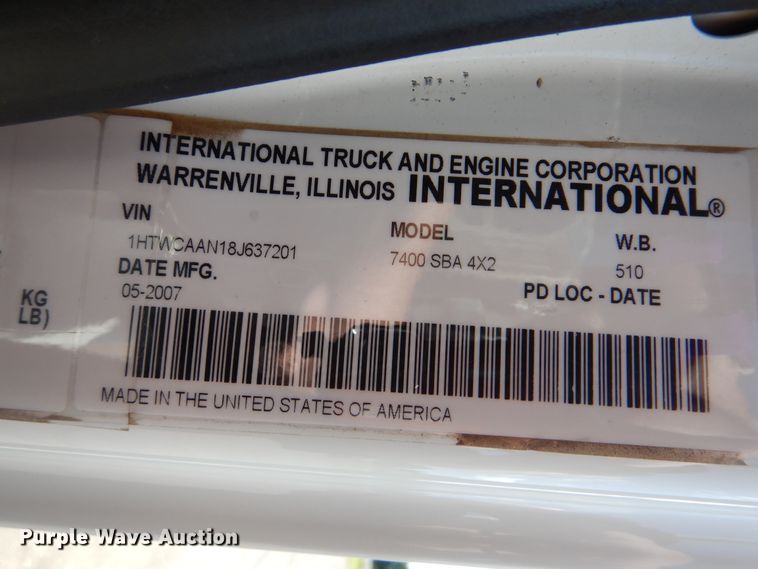 INTERNATIONAL TRUCK AND ENGINE CORPORATION
WARRENVILLE, ILLINOIS INTERNATIONAL®
VIN MODEL W.B.
1HTWCAAN18J637201 7400 SBA 4X2 510
DATE MFG. PD LOC - DATE
05-2007
KG
LB)
MADE IN THE UNITED STATES OF AMERICA
Purple Wave Auction